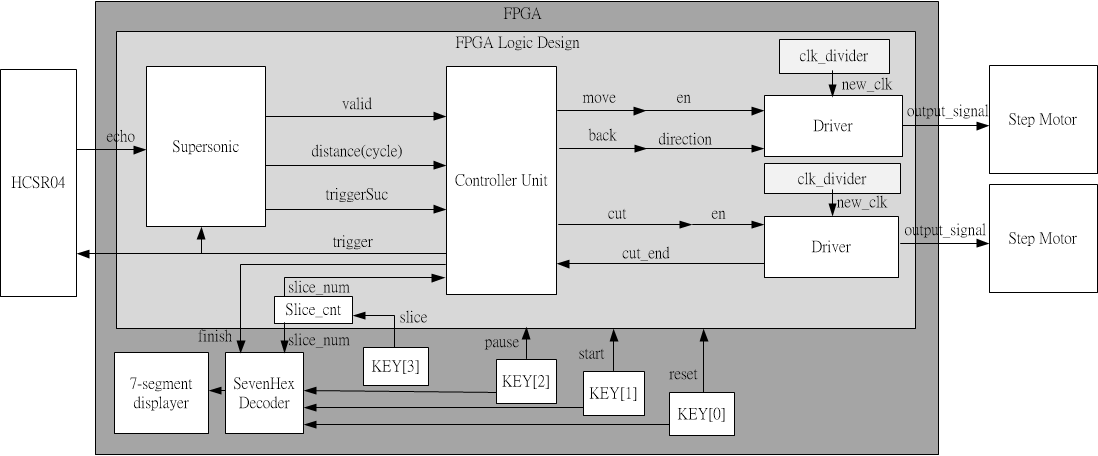 FPGA
FPGA Logic Design
clk_divider
new_clk
valid
move
en
output_signal
Driver
Step Motor
echo
Supersonic
back
direction
HCSR04
distance(cycle)
Controller Unit
clk_divider
triggerSuc
new_clk
cut
en
output_signal
trigger
cut_end
Driver
Step Motor
slice_num
Slice_cnt
slice
finish
slice_num
pause
start
KEY[3]
KEY[2]
reset
7-segment
displayer
SevenHex
Decoder
KEY[1]
KEY[0]